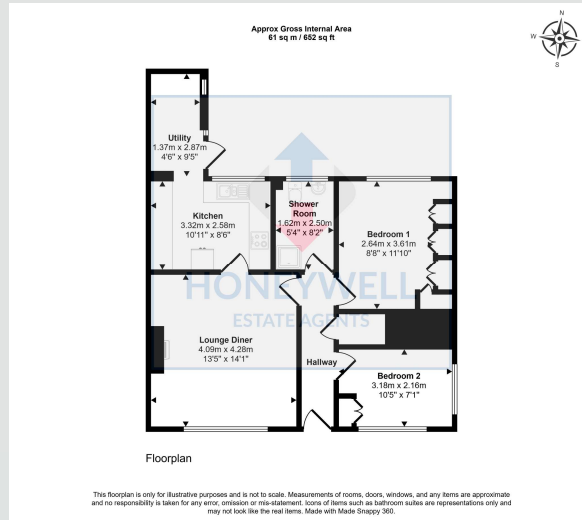 Approx Gross Internal Area
61 sq m / 652 sq ft
N
W
S
Utility
1.37m x 2.87m
4'6" x 9'5"
Kitchen
3.32m x 2.58m
10'11" x 8'6"
Shower
Room
1.62m x 2.50m
5'4" x 8'2"
Bedroom 1
2.64m x 3.61m
8'8" x 11'10"
HONEYWELL
ESTATE AGENTS
Lounge Diner
4.09m x 4.28m
13'5" x 14'1"
Hallway
Bedroom 2
3.18m x 2.16m
10'5" x 7'1"
Floorplan
This floorplan is only for illustrative purposes and is not to scale. Measurements of rooms, doors, windows, and any items are approximate
and no responsibility is taken for any error, omission or mis-statement. Icons of items such as bathroom suites are representations only and
may not look like the real items. Made with Made Snappy 360.